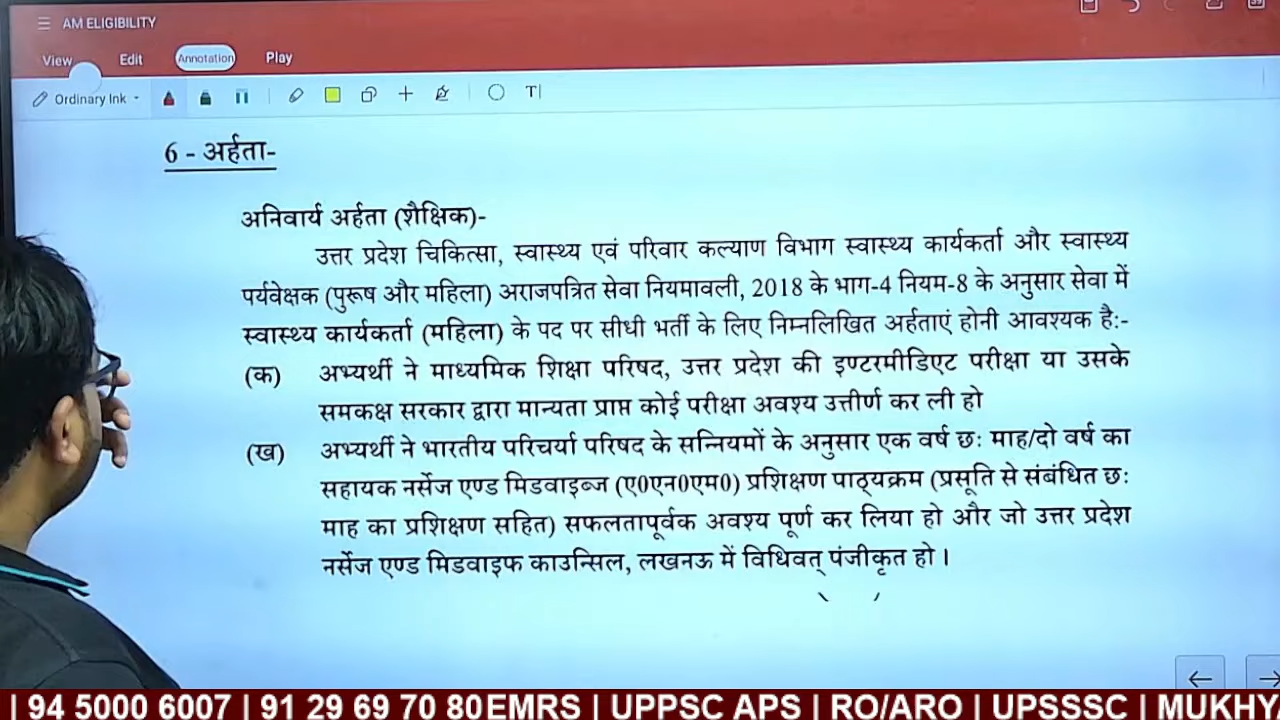 AM ELIGIBILITY
View Edit Annotation Play
Ordinary Ink T
6 - अर्हता-
अनिवार्य अर्हता (शैक्षिक)-
उत्तर प्रदेश चिकित्सा, स्वास्थ्य एवं परिवार कल्याण विभाग स्वास्थ्य कार्यकर्ता और स्वास्थ्य
पर्यवेक्षक (पुरूष और महिला) अराजपत्रित सेवा नियमावली, 2018 के भाग-4 नियम-8 के अनुसार सेवा में
स्वास्थ्य कार्यकर्ता (महिला) के पद पर सीधी भर्ती के लिए निम्नलिखित अर्हताएं होनी आवश्यक है:-
(क) अभ्यर्थी ने माध्यमिक शिक्षा परिषद, उत्तर प्रदेश की इण्टरमीडिएट परीक्षा या उसके
समकक्ष सरकार द्वारा मान्यता प्राप्त कोई परीक्षा अवश्य उत्तीर्ण कर ली हो
(ख) अभ्यर्थी ने भारतीय परिचर्या परिषद के सन्नियमों के अनुसार एक वर्ष छः माह/दो वर्ष का
सहायक नर्सेज एण्ड मिडवाइब्ज (ए0एन0एम0) प्रशिक्षण पाठ्यक्रम (प्रसूति से संबंधित छः
माह का प्रशिक्षण सहित) सफलतापूर्वक अवश्य पूर्ण कर लिया हो और जो उत्तर प्रदेश
नर्सेज एण्ड मिडवाइफ काउन्सिल, लखनऊ में विधिवत् पंजीकृत हो ।
| 94 5000 6007 | 91 29 69 70 80EMRS | UPPSC APS | RO/ARO | UPSSSC | MUKHY